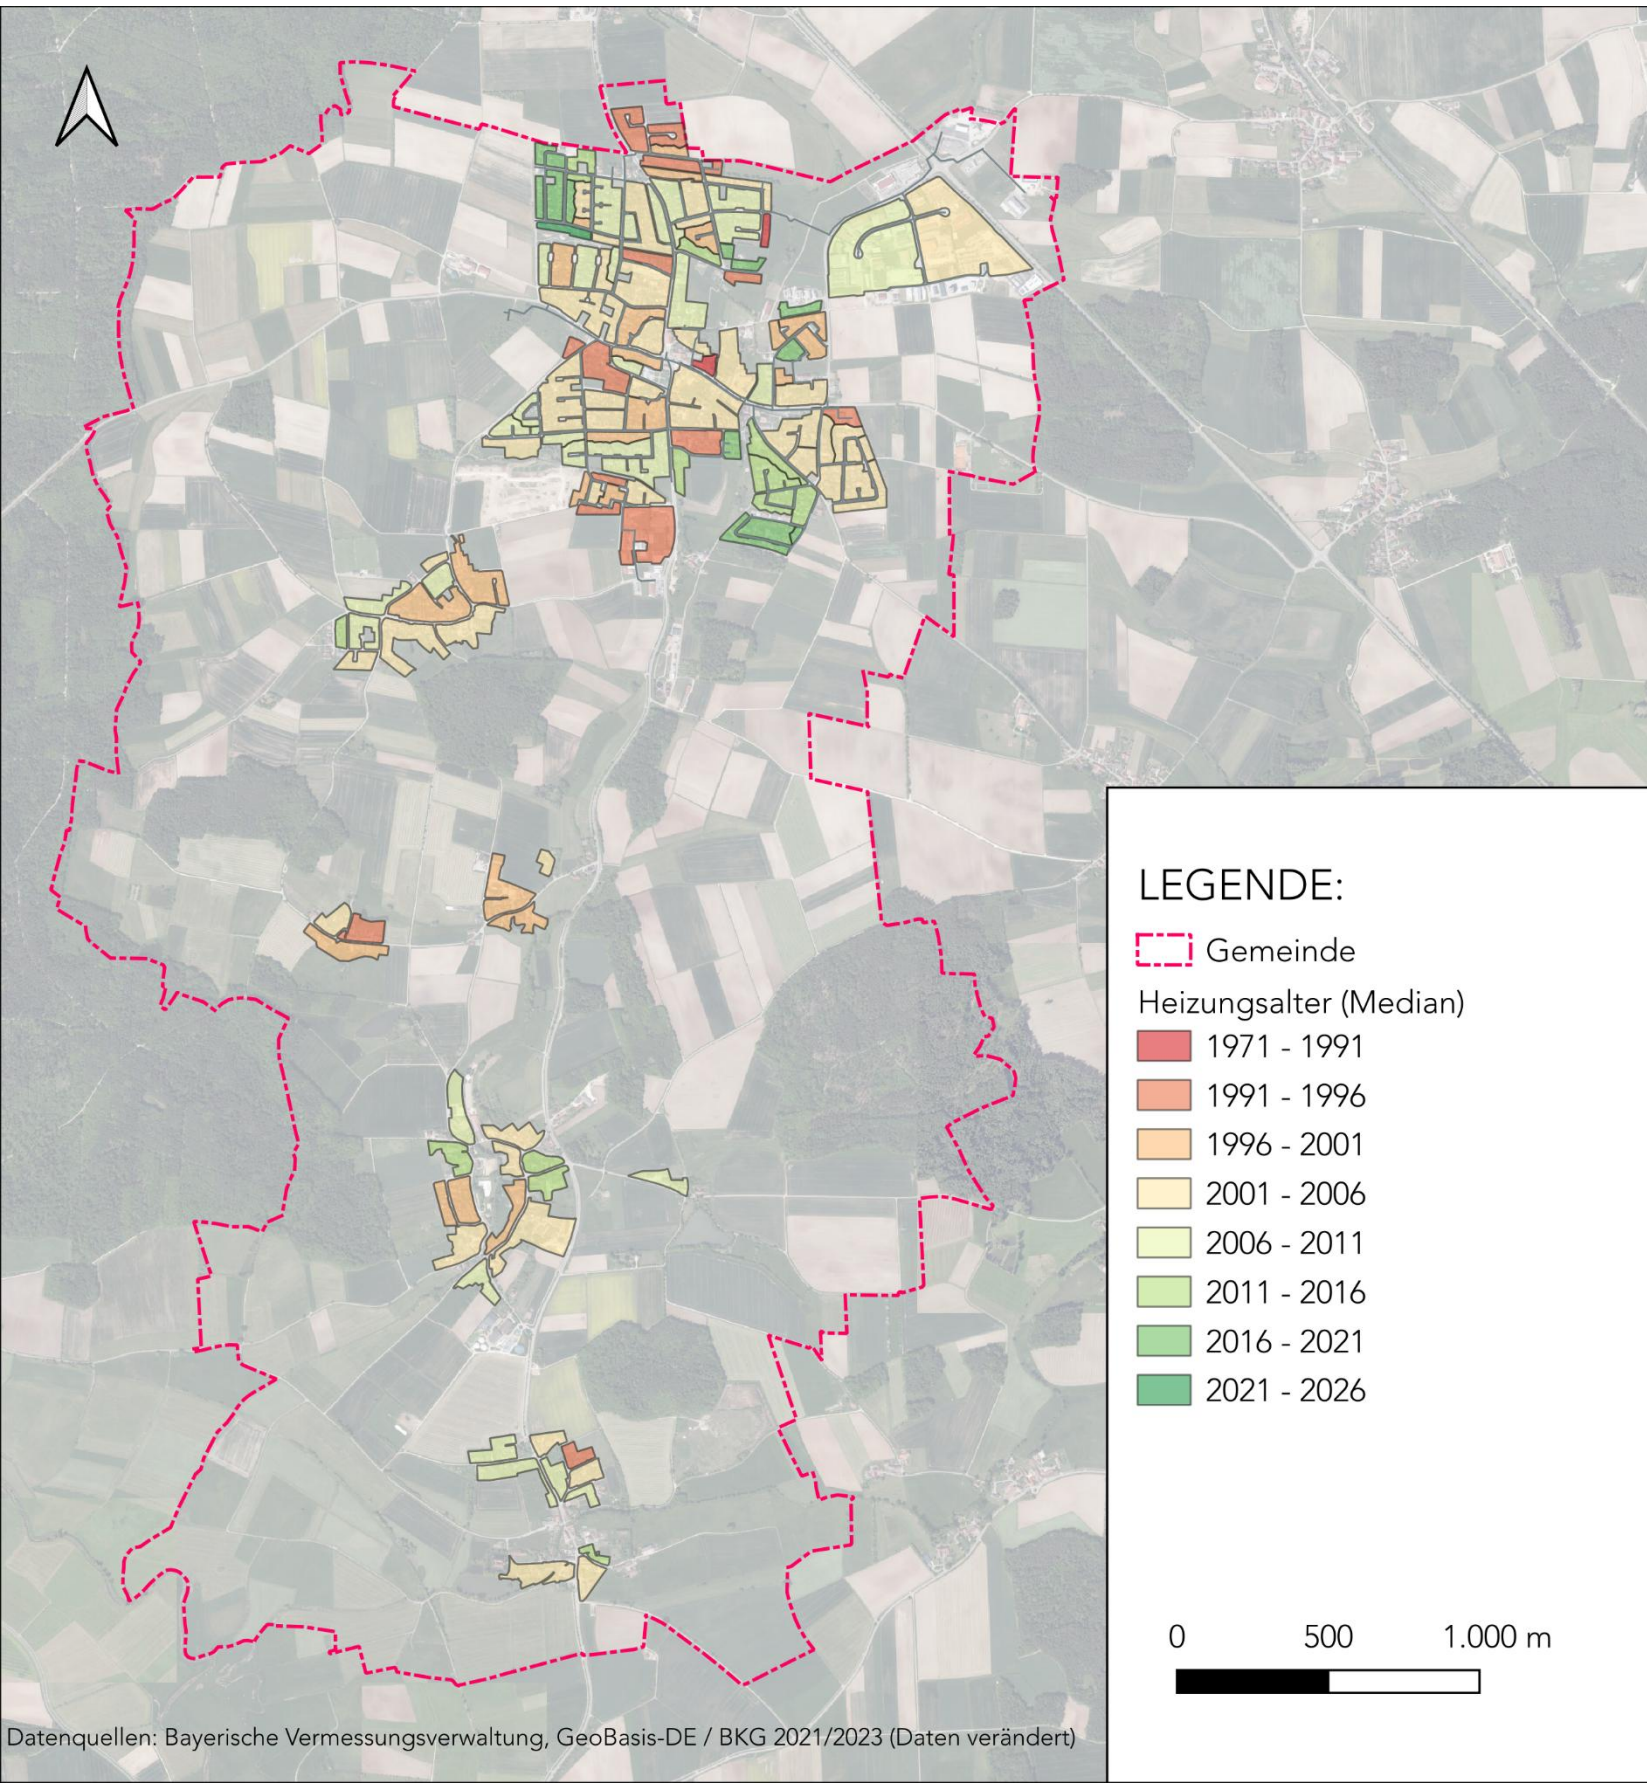 LEGENDE:
Gemeinde
Heizungsalter (Median)
1971 - 1991
1991 - 1996
1996 - 2001
2001 - 2006
2006 - 2011
2011 - 2016
2016 - 2021
2021 - 2026
0 500 1.000 m
Datenquellen: Bayerische Vermessungsverwaltung, GeoBasis-DE / BKG 2021/2023 (Daten verändert)